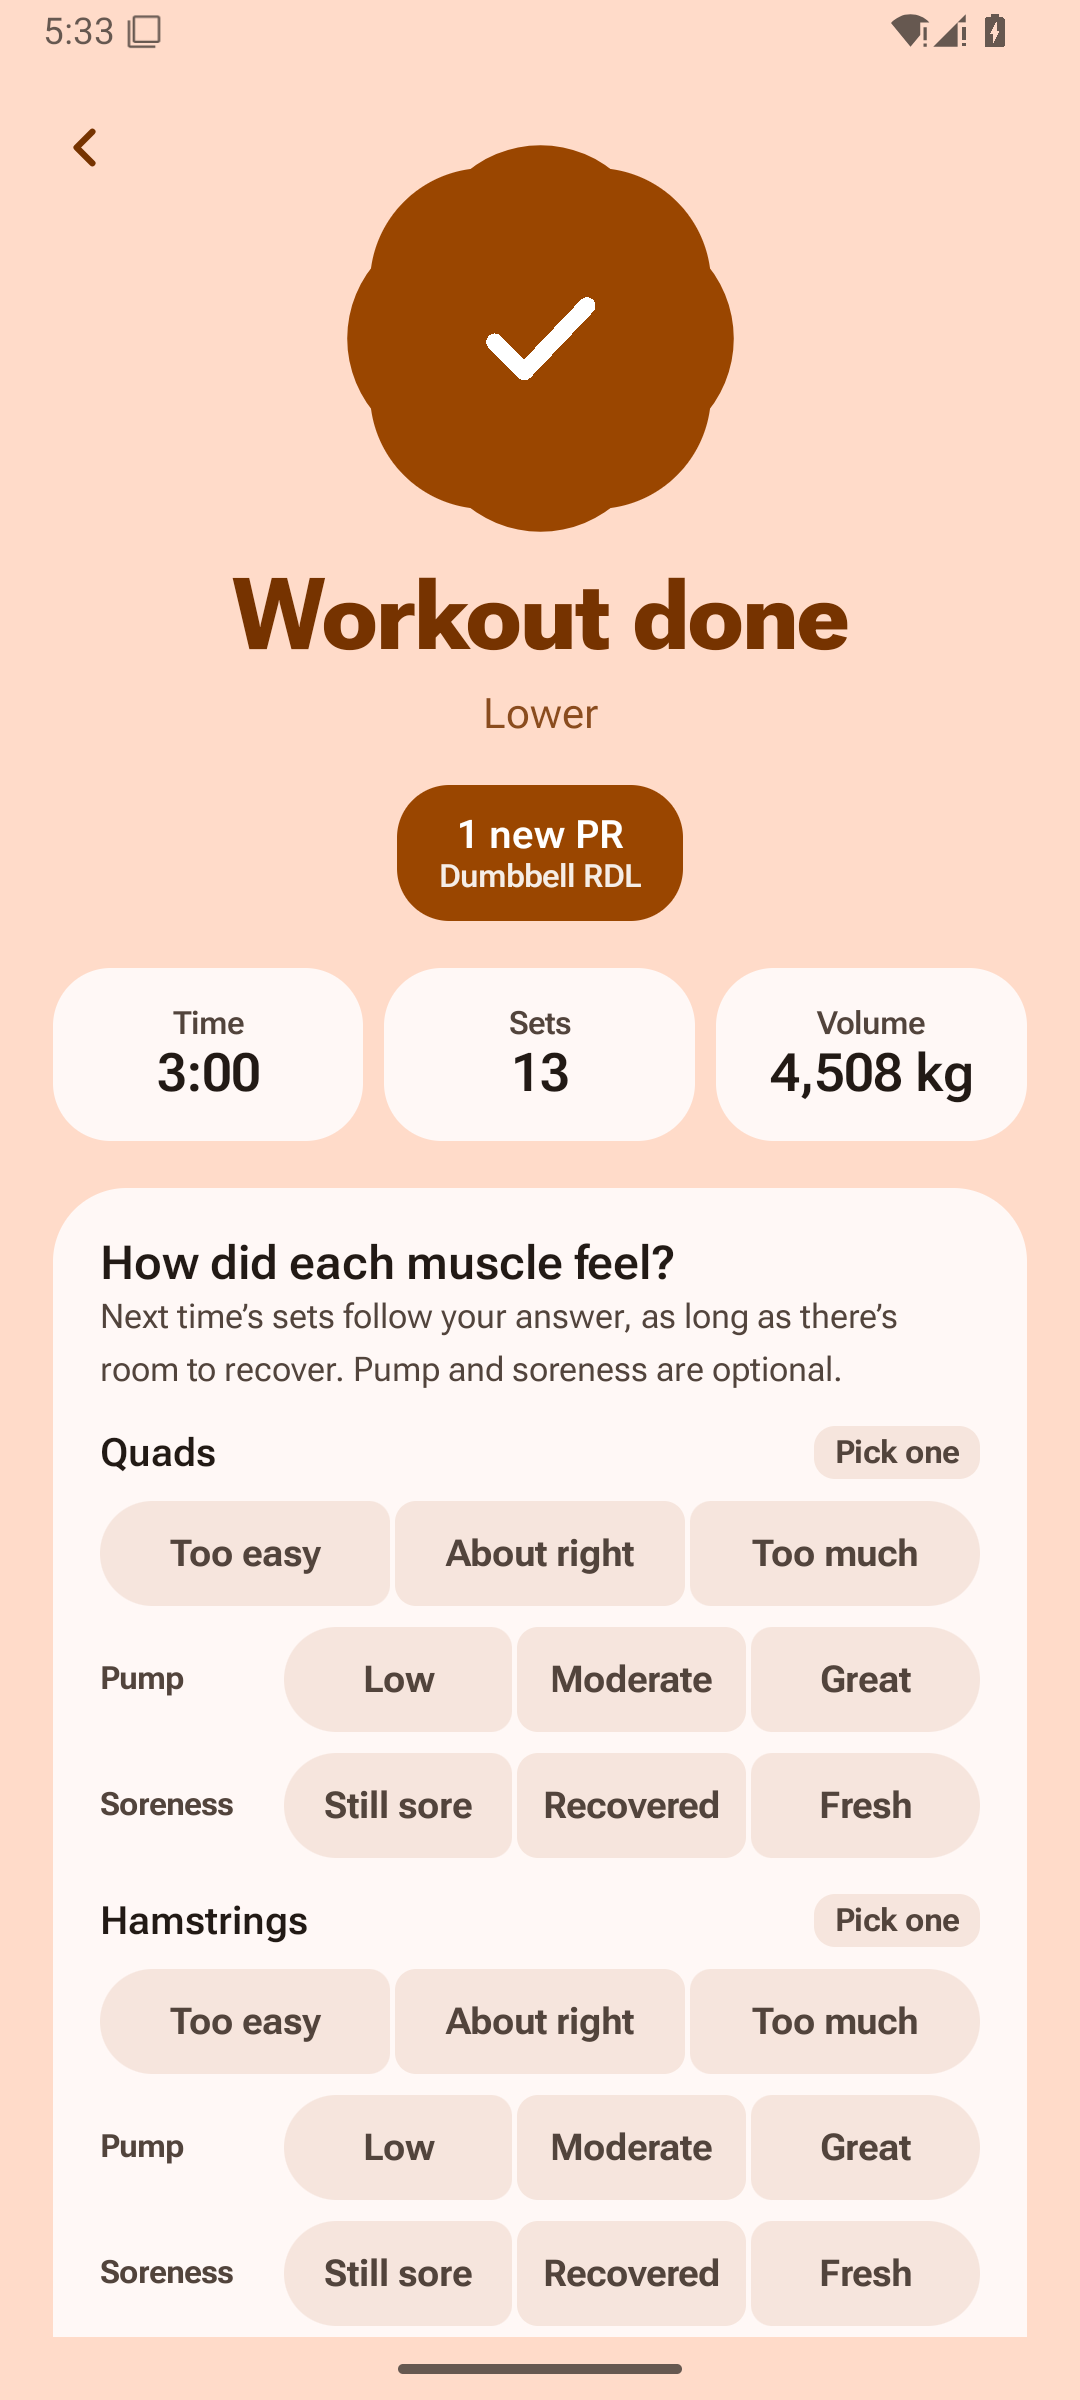 5:33
Workout done
Lower
1 new PR
Dumbbell RDL
Time
3:00
Sets
13
Volume
4,508 kg
How did each muscle feel?
Next time’s sets follow your answer, as long as there’s
room to recover. Pump and soreness are optional.
Quads
Pick one
Too easy
About right
Too much
Pump
Low
Moderate
Great
Soreness
Still sore
Recovered
Fresh
Hamstrings
Pick one
Too easy
About right
Too much
Pump
Low
Moderate
Great
Soreness
Still sore
Recovered
Fresh